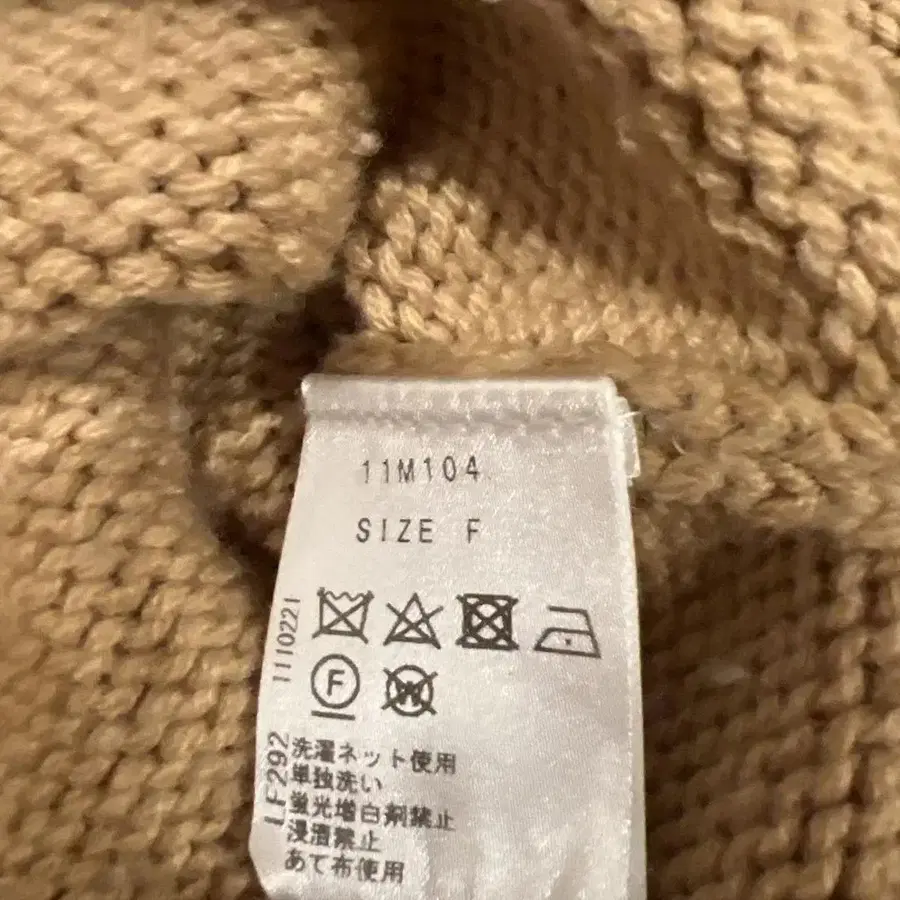 11M104
SIZE F
1110221
F
W
LF292
洗濯ネット使用
単独洗い
蛍光増白剤禁止
浸漬禁止
あて布使用